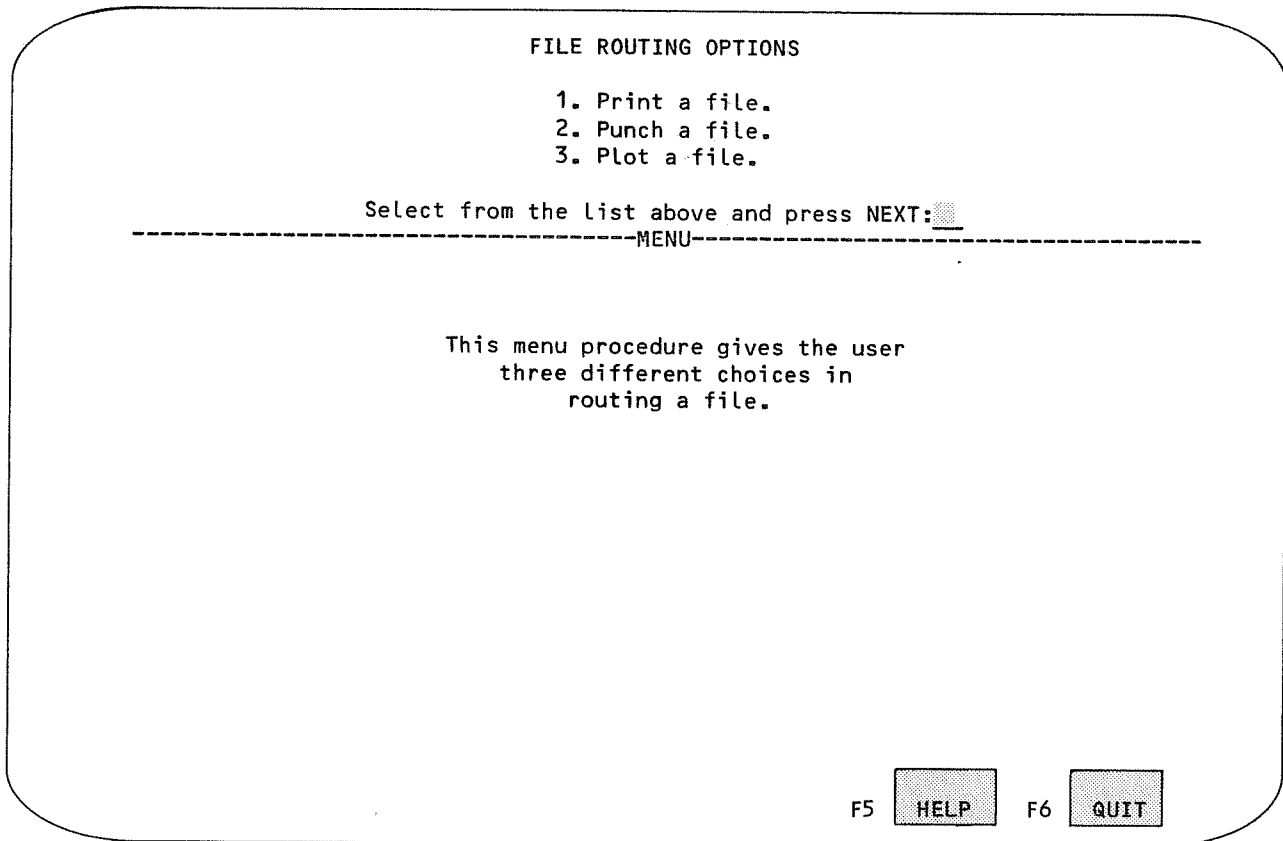 FILE ROUTING OPTIONS
1. Print a file.
2. Punch a file.
3. Plot a file.
Select from the list above and press NEXT:
MENU
This menu procedure gives the user
three different choices in
routing a file.
F5 HELP F6 QUIT